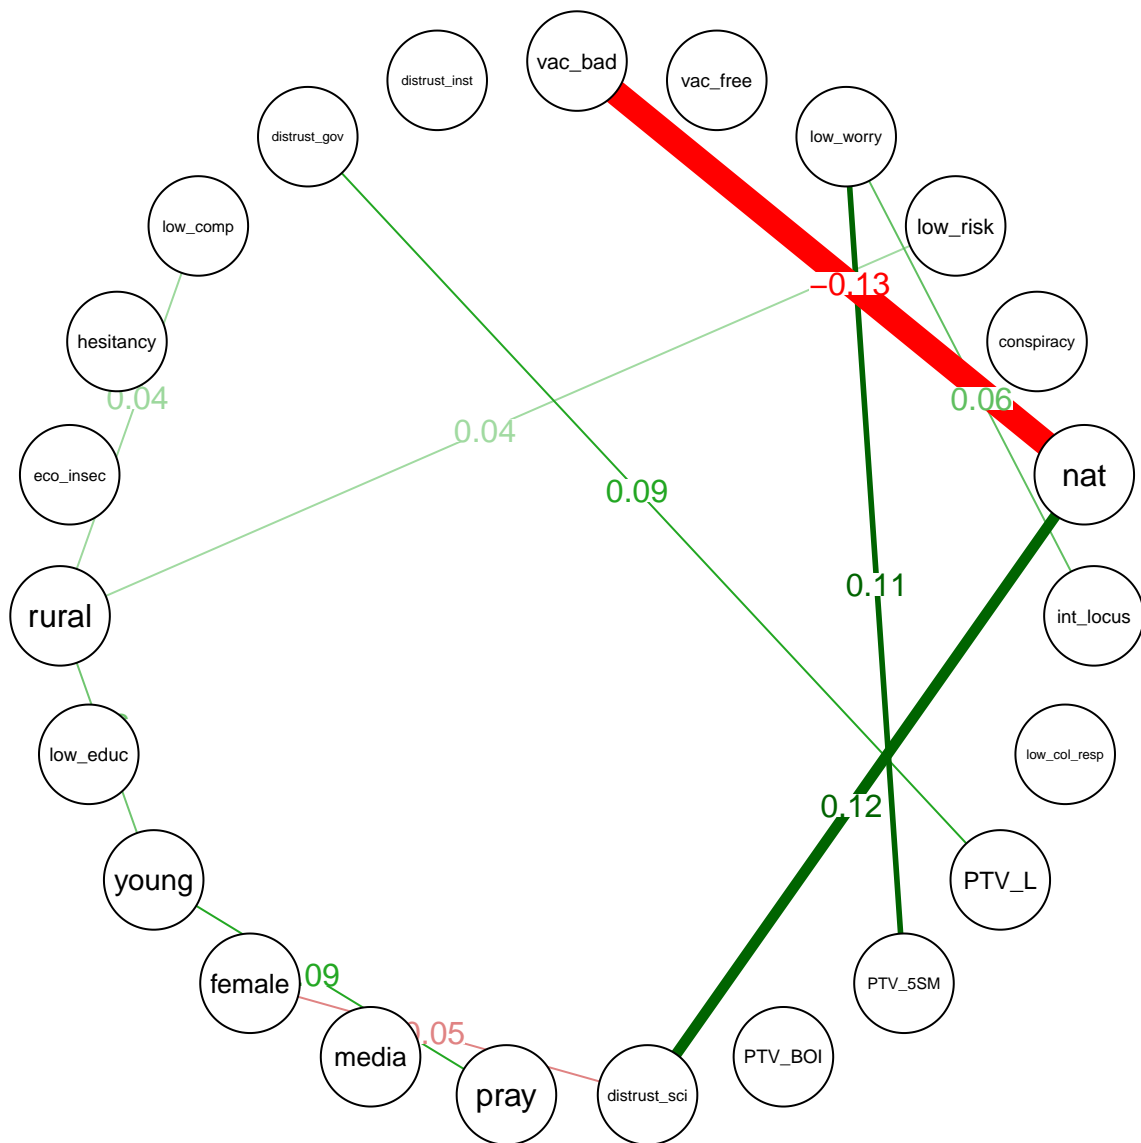 vac_bad
vac_free
distrust_inst
low_worry
distrust_gov
low_comp
low_risk
−0.13
hesitancy
conspiracy
0.04
0.06
0.04
eco_insec
nat
0.09
0.11
rural
int_locus
low_educ
low_col_resp
0.12
young
PTV_L
09
female
PTV_5SM
0.05
media
PTV_BOI
pray
distrust_sci